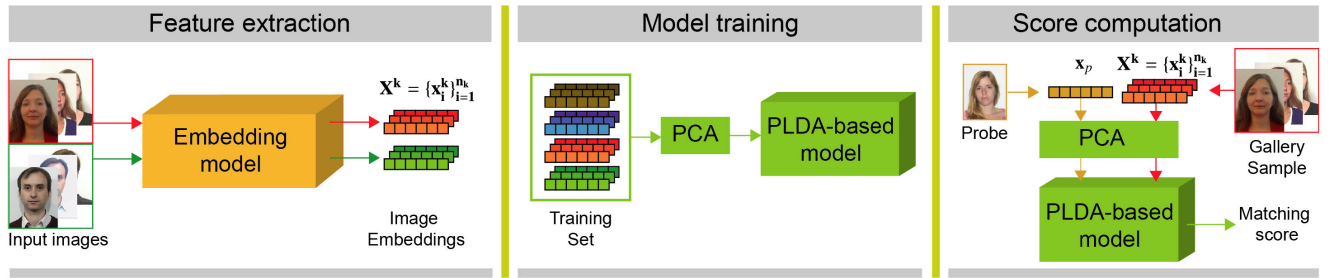 Feature extraction
Input images
Embedding
model
𝐗ᵏ = {𝐱ᵢᵏ}ᵢ₌₁ⁿₖ
Image
Embeddings
Model training
Training
Set
PCA
PLDA-based
model
Score computation
Probe
𝐱ₚ
𝐗ᵏ = {𝐱ᵢᵏ}ᵢ₌₁ⁿₖ
Gallery
Sample
PCA
PLDA-based
model
Matching
score